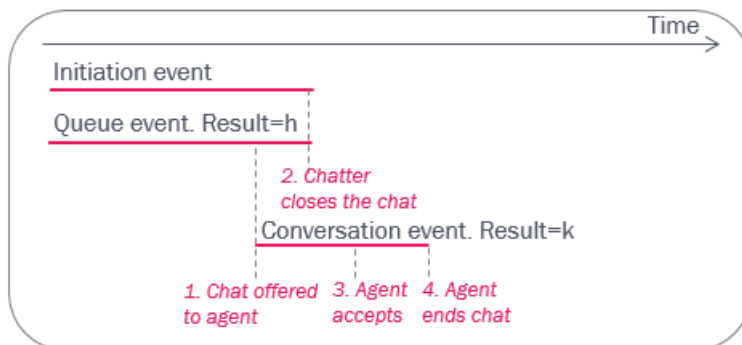 Time
Initiation event
Queue event. Result=h
2. Chatter
closes the chat
Conversation event. Result=k
1. Chat offered
to agent
3. Agent
accepts
4. Agent
ends chat